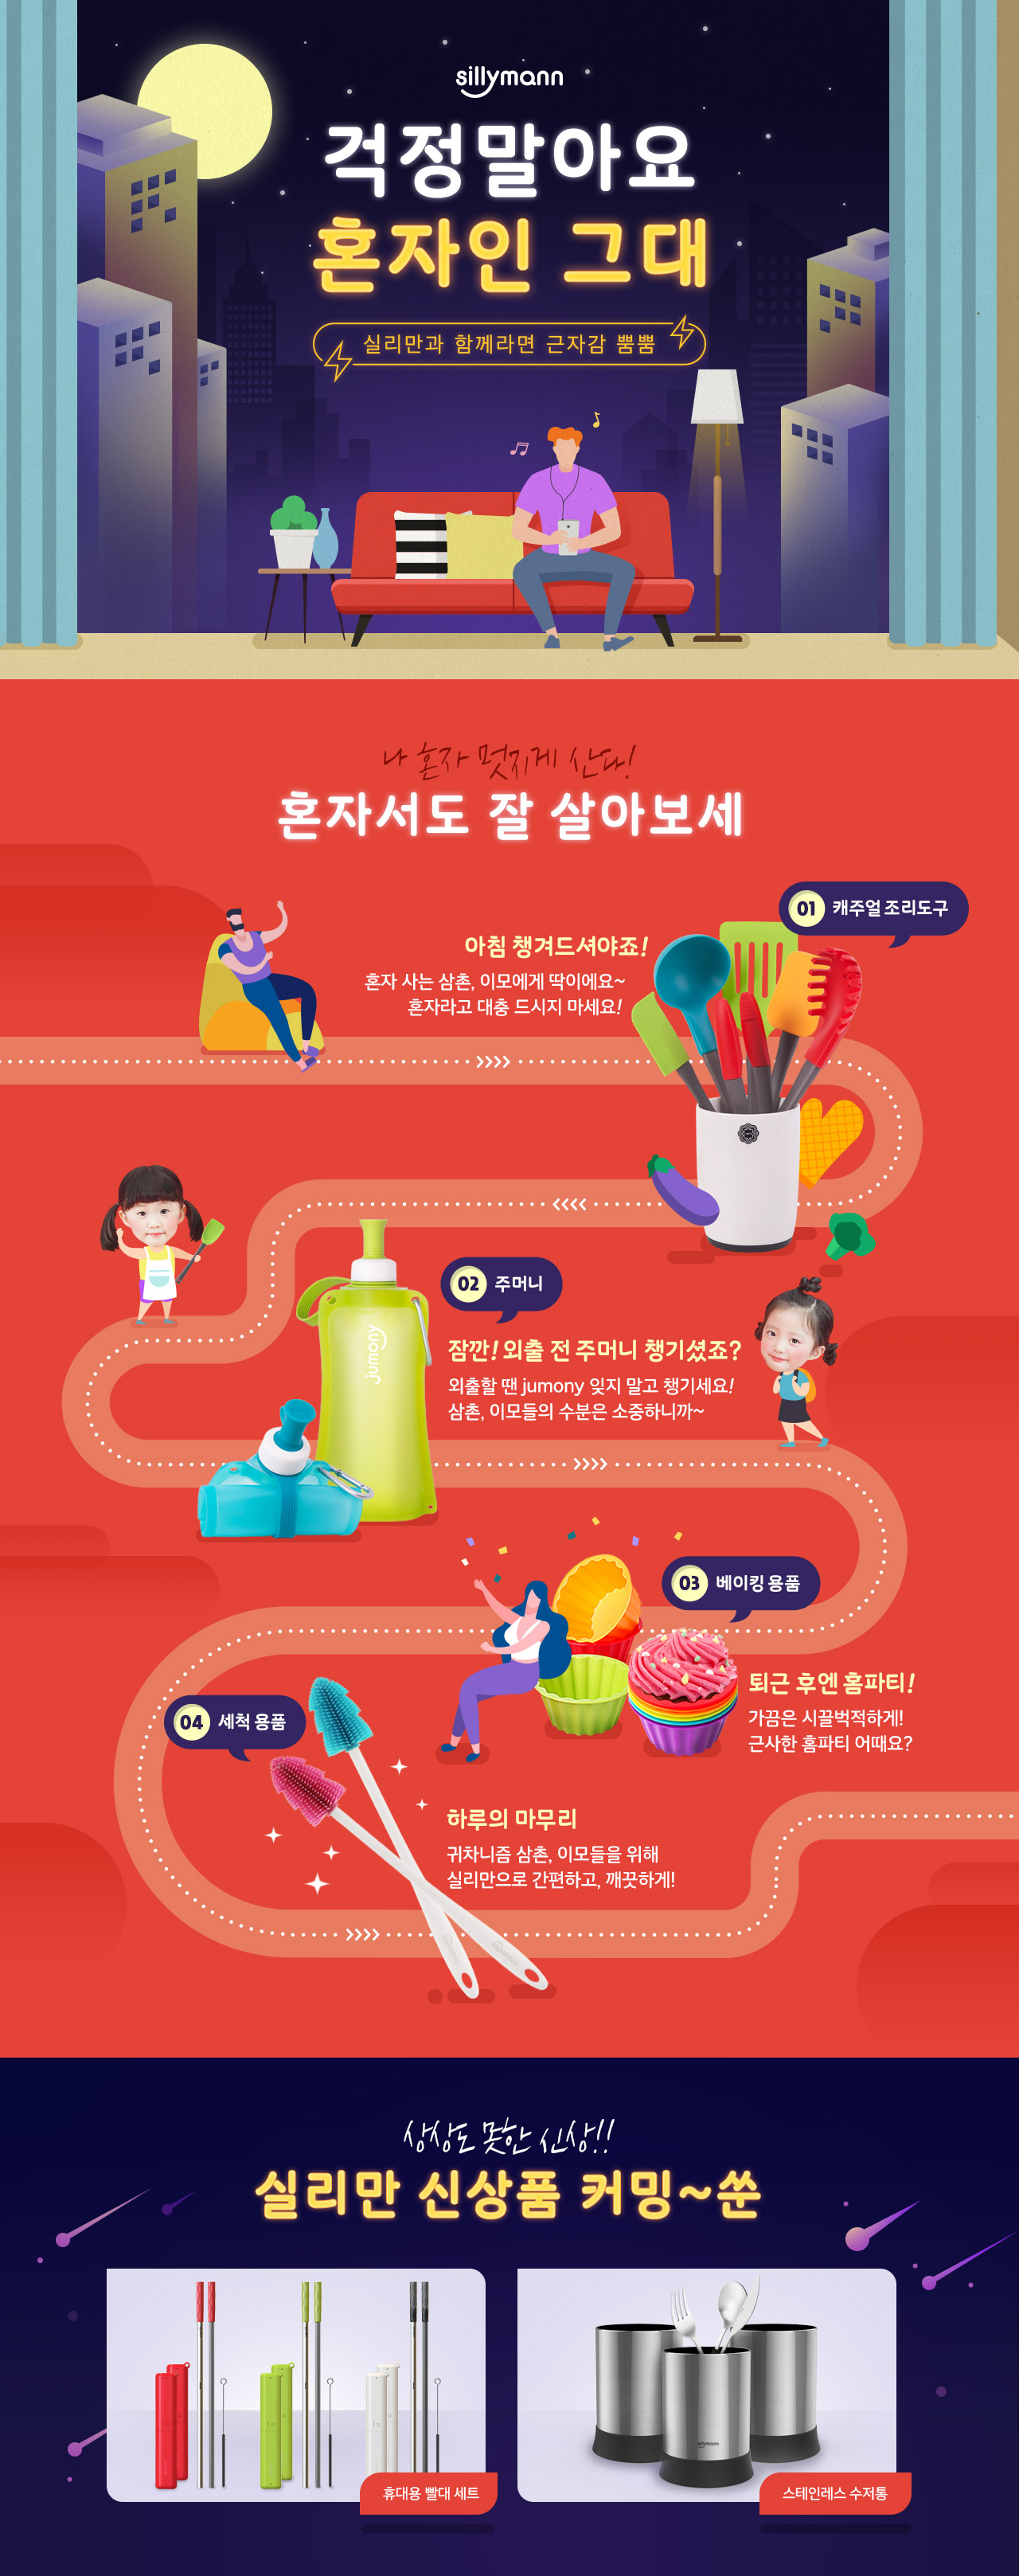 sillymann
걱정말아요
혼자인 그대
실리만과 함께라면 근자감 뿜뿜
나 혼자 멋지게 산다!
혼자서도 잘 살아보세
01 캐주얼 조리도구
아침 챙겨드셔야죠!
혼자 사는 삼촌, 이모에게 딱이에요~
혼자라고 대충 드시지 마세요!
jumony
02 주머니
잠깐! 외출 전 주머니 챙기셨죠?
외출할 땐 jumony 잊지 말고 챙기세요!
삼촌, 이모들의 수분은 소중하니까~
03 베이킹 용품
퇴근 후엔 홈파티!
가끔은 시끌벅적하게!
근사한 홈파티 어때요?
04 세척 용품
하루의 마무리
귀차니즘 삼촌, 이모들을 위해
실리만으로 간편하고, 깨끗하게!
상상도 못한 신상!!
실리만 신상품 커밍~쑨
sillymann
휴대용 빨대 세트
스테인레스 수저통